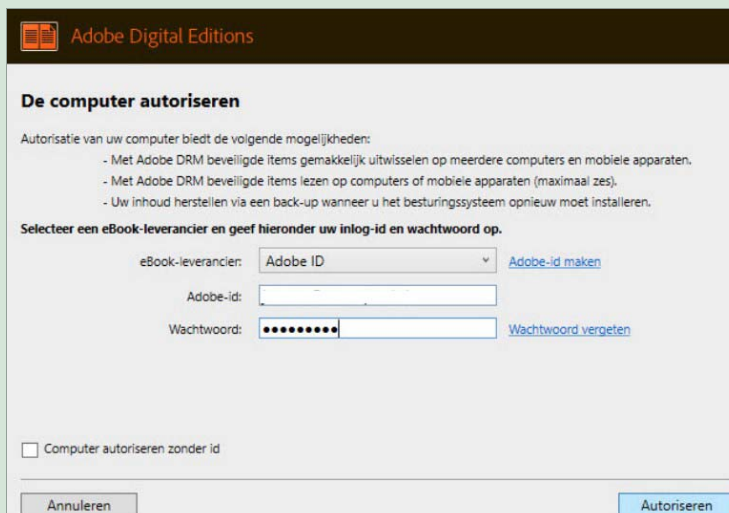 Adobe Digital Editions
De computer autoriseren
Autorisatie van uw computer biedt de volgende mogelijkheden:
- Met Adobe DRM beveiligde items gemakkelijk uitwisselen op meerdere computers en mobiele apparaten.
- Met Adobe DRM beveiligde items lezen op computers of mobiele apparaten (maximaal zes).
- Uw inhoud herstellen via een back-up wanneer u het besturingssysteem opnieuw moet installeren.
Selecteer een eBook-leverancier en geef hieronder uw inlog-id en wachtwoord op.
eBook-leverancier: Adobe ID Adobe-id maken
Adobe-id:
Wachtwoord: ●●●●●●●●● Wachtwoord vergeten
Computer autoriseren zonder id
Annuleren Autoriseren